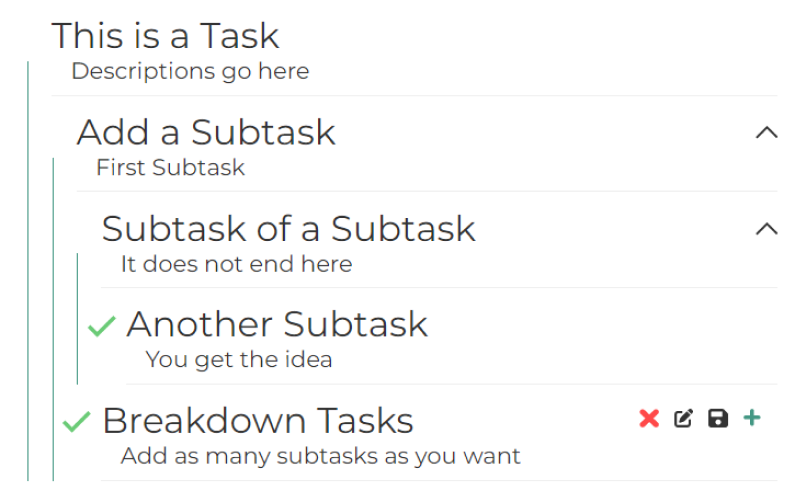 This is a Task
Descriptions go here
Add a Subtask
First Subtask
Subtask of a Subtask
It does not end here
Another Subtask
You get the idea
Breakdown Tasks
Add as many subtasks as you want